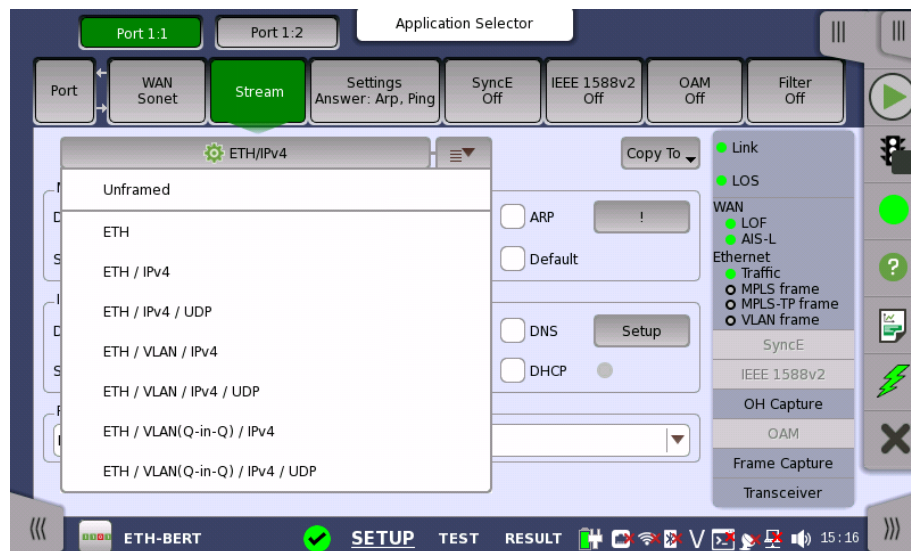 Application Selector
Port 1:1
Port 1:2
Port
WAN
Sonet
Stream
Settings
Answer: Arp, Ping
SyncE
Off
IEEE 1588v2
Off
OAM
Off
Filter
Off
ETH/IPv4
Copy To
Unframed
ETH
ETH / IPv4
ETH / IPv4 / UDP
ETH / VLAN / IPv4
ETH / VLAN / IPv4 / UDP
ETH / VLAN(Q-in-Q) / IPv4
ETH / VLAN(Q-in-Q) / IPv4 / UDP
ARP
!
Default
DNS
Setup
DHCP
Link
LOS
WAN
LOF
AIS-L
Ethernet
Traffic
MPLS frame
MPLS-TP frame
VLAN frame
SyncE
IEEE 1588v2
OH Capture
OAM
Frame Capture
Transceiver
?
ETH-BERT
SETUP
TEST
RESULT
15:16